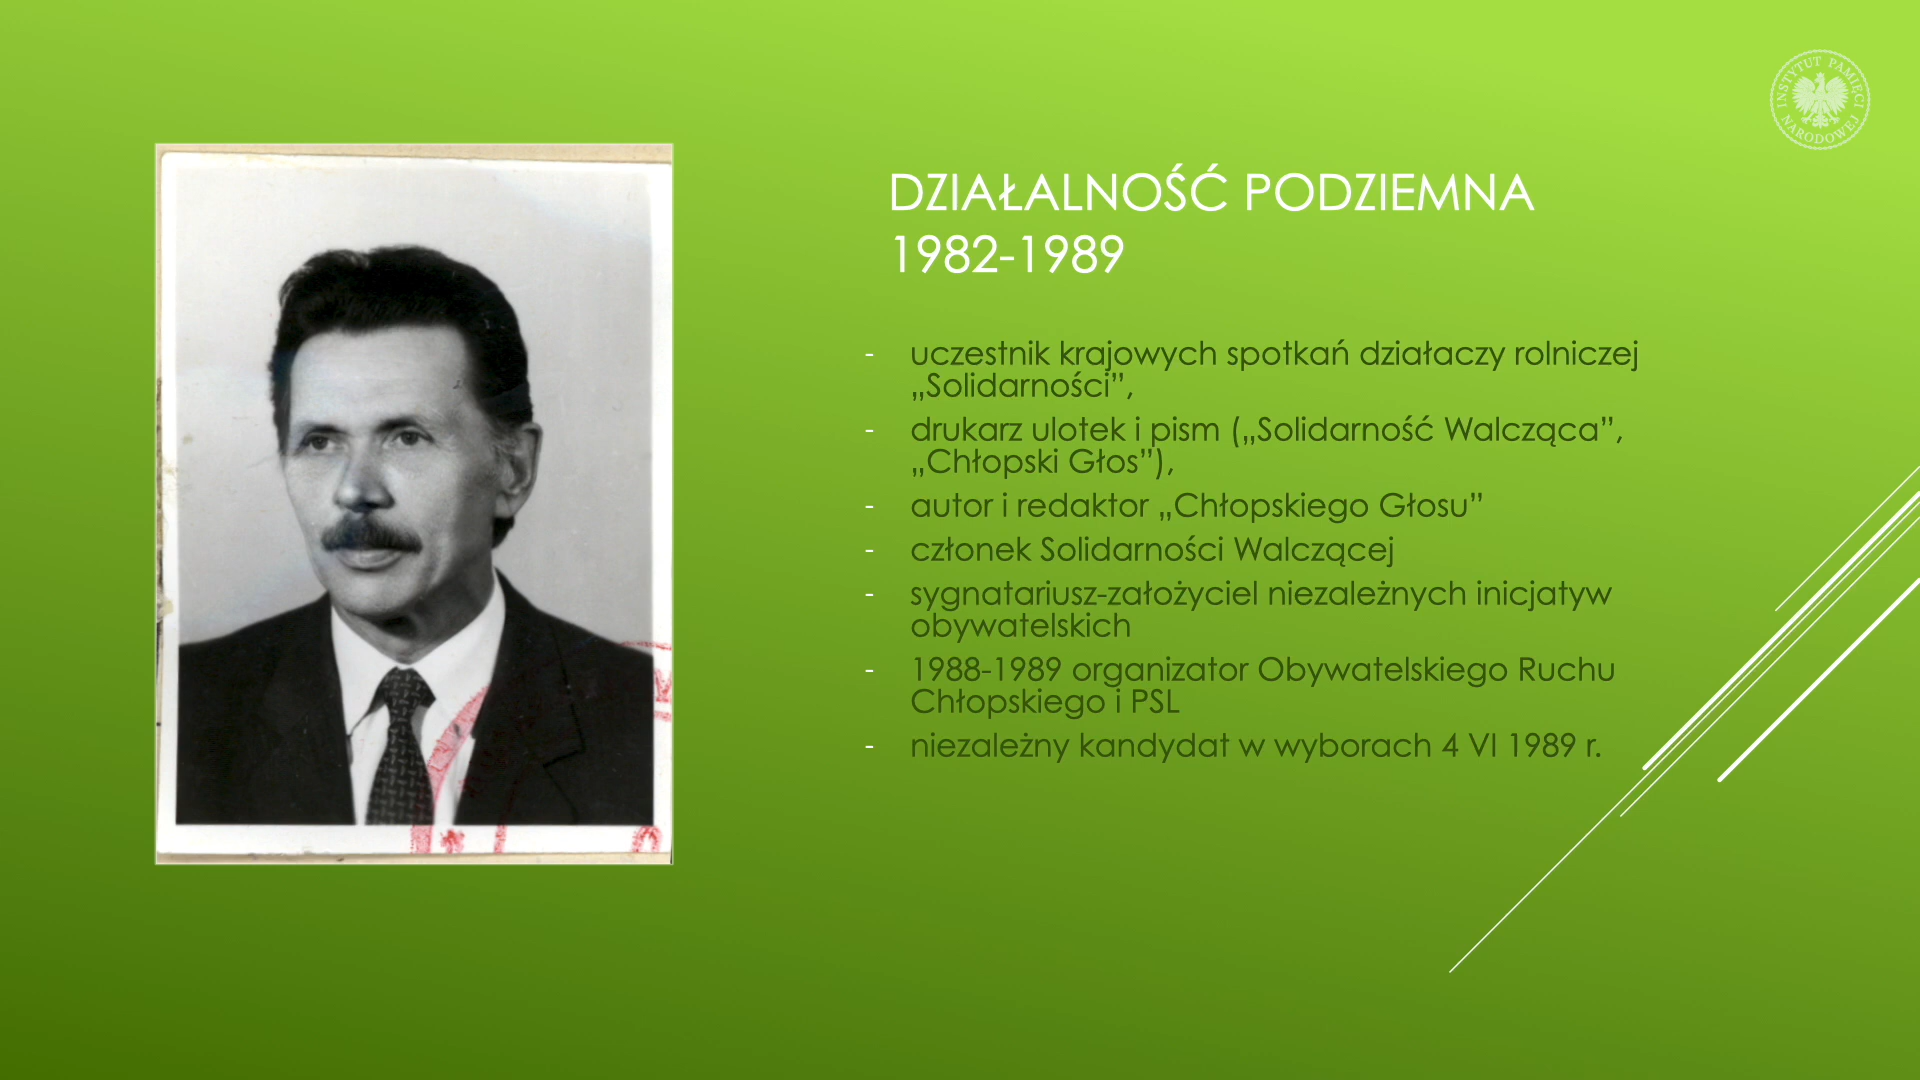 INSTYTUT PAMIĘCI NARODOWEJ
DZIAŁALNOŚĆ PODZIEMNA
1982-1989
- uczestnik krajowych spotkań działaczy rolniczej
„Solidarności”,
- drukarz ulotek i pism („Solidarność Walcząca”,
„Chłopski Głos”),
- autor i redaktor „Chłopskiego Głosu”
- członek Solidarności Walczącej
- sygnatariusz-założyciel niezależnych inicjatyw
obywatelskich
- 1988-1989 organizator Obywatelskiego Ruchu
Chłopskiego i PSL
- niezależny kandydat w wyborach 4 VI 1989 r.